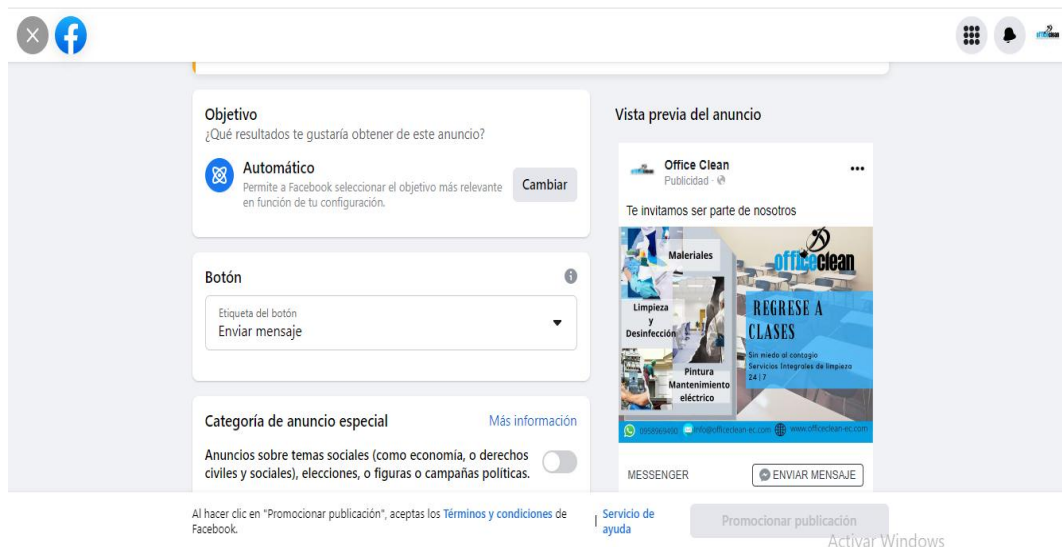 Objetivo
¿Qué resultados te gustaría obtener de este anuncio?
Automático
Permite a Facebook seleccionar el objetivo más relevante
en función de tu configuración.
Cambiar
Botón
Etiqueta del botón
Enviar mensaje
Categoría de anuncio especial
Más información
Anuncios sobre temas sociales (como economía, o derechos
civiles y sociales), elecciones, o figuras o campañas políticas.
Vista previa del anuncio
Office Clean
Publicidad ·
Te invitamos ser parte de nosotros
Materiales
officeclean
Limpieza
y
Desinfección
REGRESE A
CLASES
Sin miedo al contagio
Servicios Integrales de limpieza
24 | 7
Pintura
Mantenimiento
eléctrico
info@officeclean-ec.com
www.officeclean-ec.com
MESSENGER
ENVIAR MENSAJE
Al hacer clic en "Promocionar publicación", aceptas los Términos y condiciones de
Facebook.
| Servicio de
ayuda
Promocionar publicación
Activar Windows